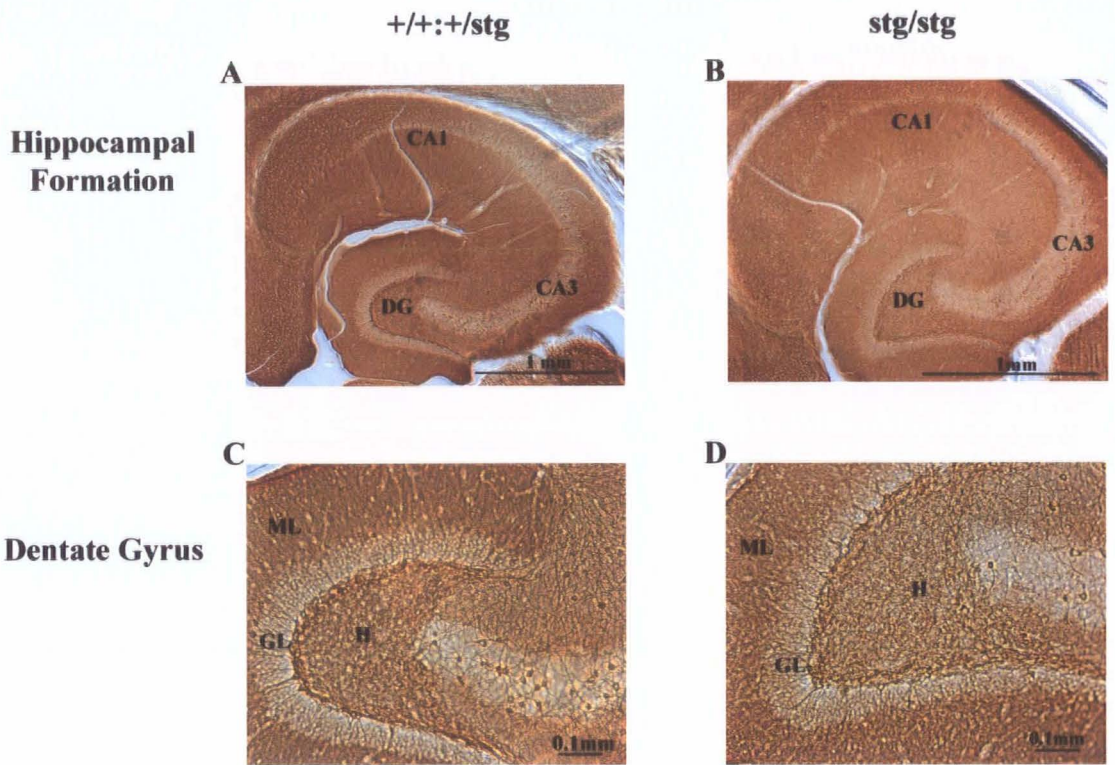 +/+:+/stg
stg/stg
A
B
Hippocampal
Formation
CA1
CA3
DG
1 mm
CA1
CA3
DG
1mm
C
D
Dentate Gyrus
ML
GL
H
0.1mm
ML
GL
H
0.1mm